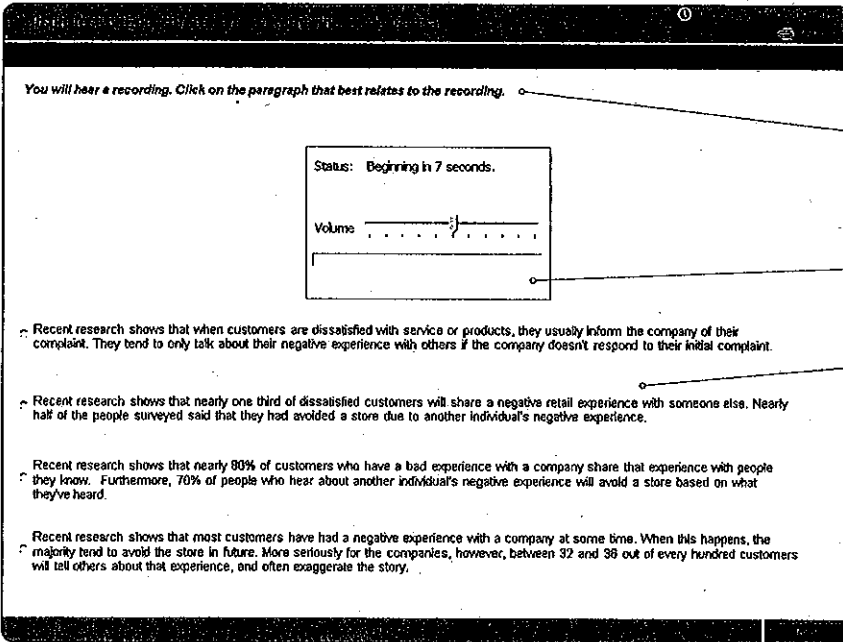 You will hear a recording. Click on the paragraph that best relates to the recording.
Status: Beginning in 7 seconds.
Volume
Recent research shows that when customers are dissatisfied with service or products, they usually inform the company of their
complaint. They tend to only talk about their negative experience with others if the company doesn't respond to their initial complaint.
Recent research shows that nearly one third of dissatisfied customers will share a negative retail experience with someone else. Nearly
half of the people surveyed said that they had avoided a store due to another individual's negative experience.
Recent research shows that nearly 80% of customers who have a bad experience with a company share that experience with people
they know. Furthermore, 70% of people who hear about another individual's negative experience will avoid a store based on what
they've heard.
Recent research shows that most customers have had a negative experience with a company at some time. When this happens, the
majority tend to avoid the store in future. More seriously for the companies, however, between 32 and 36 out of every hundred customers
will tell others about that experience, and often exaggerate the story.